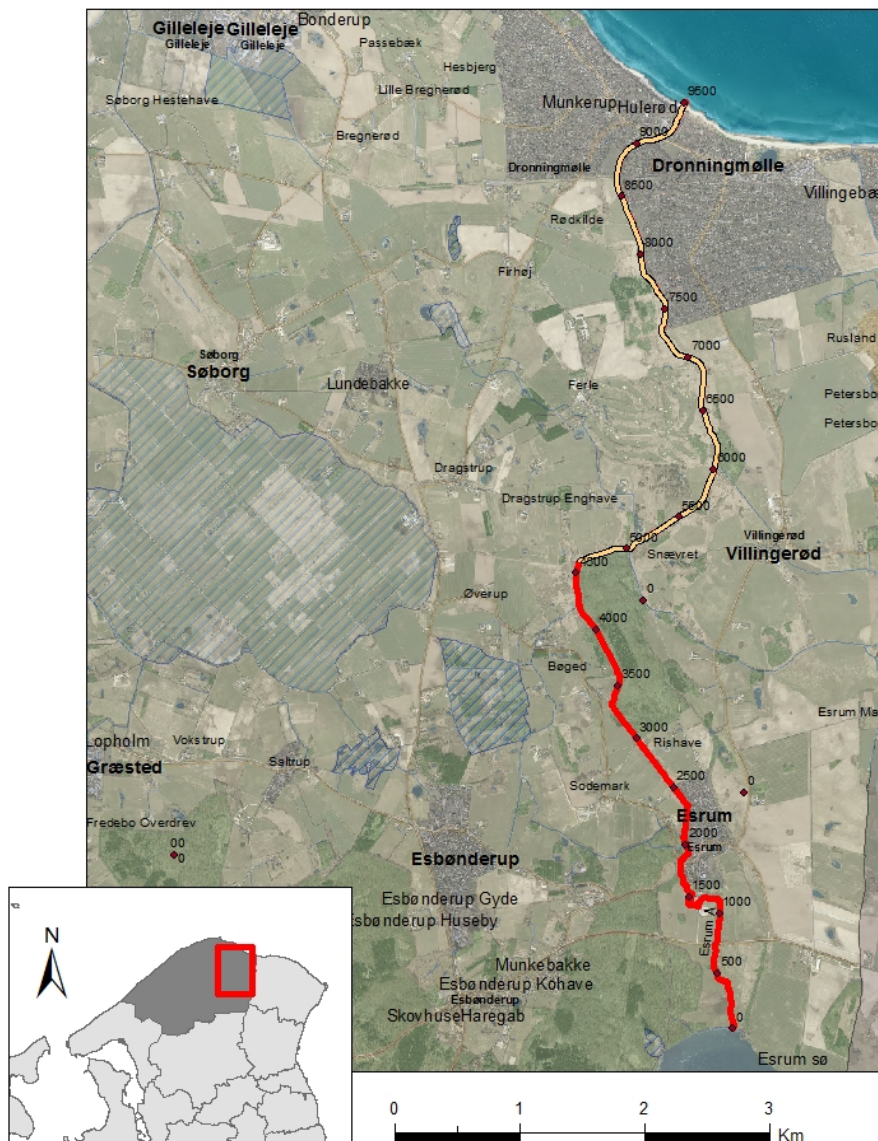 Bonderup
Gilleleje Gilleleje
Gilleleje Gilleleje
Passebæk
Hesbjerg
Lille Bregnerød
Søborg Hestehave
9500
Munkerup
Hulerød
Bregnerød
9000
Dronningmølle
Dronningmølle
8500
Villingebæ
Rødkilde
8000
Firhøj
7500
Rusland
7000
Søborg
Søborg
Lundebakke
Ferle
Petersbo
6500
Petersbo
6000
Dragstrup
Dragstrup Enghave
5500
Villingerød
Villingerød
5000
Snævret
0
Øverup
4000
Bøged
3500
Esrum Ma
Lopholm
Vokstrup
3000
Rishave
Græsted
Saltrup
2500
0
Sodemark
Esrum
Fredebo Overdrev
2000
Esrum
00
0
Esbønderup
1500
Esbønderup Gyde
1000
Esbønderup Huseby
Esrum Å
Munkebakke
500
Esbønderup Kohave
Esbønderup
SkovhuseHaregab
0
Esrum sø
N
0 1 2 3
Km